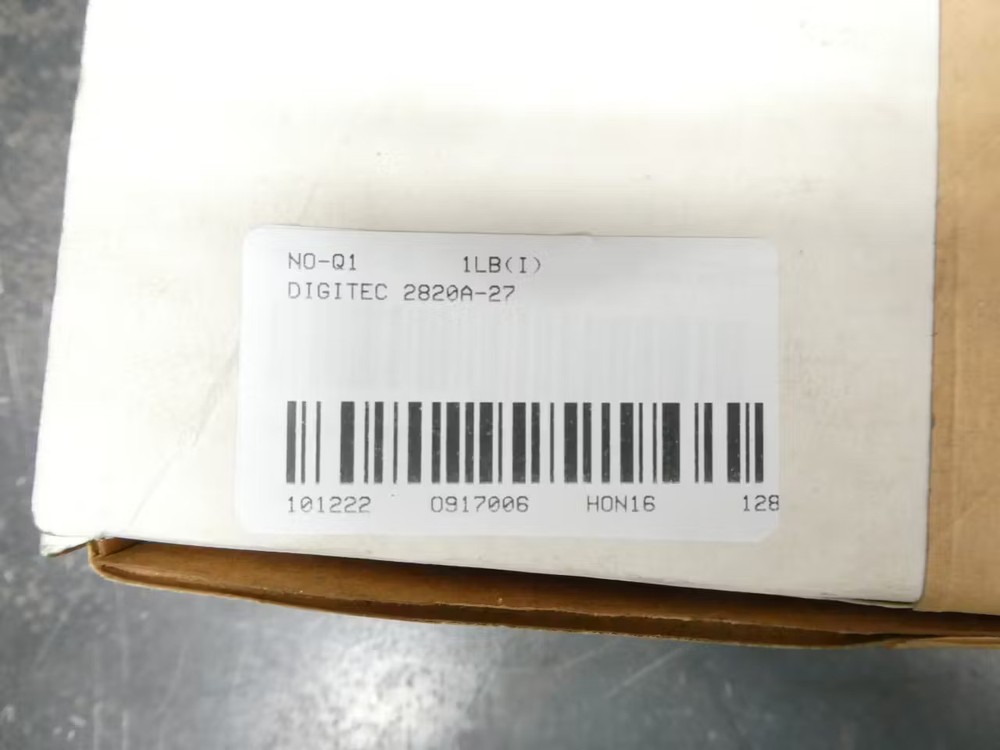 NO-Q1 1LB(I)
DIGITEC 2820A-27
101222 0917006 HON16 128